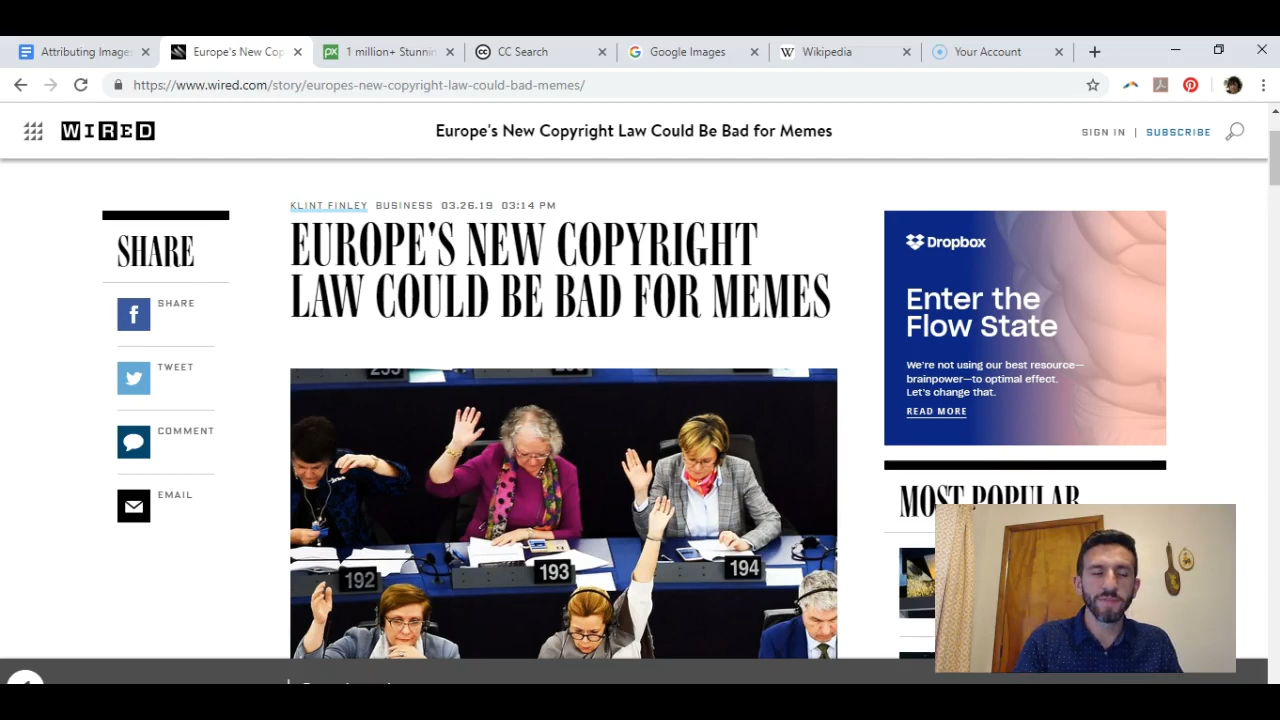 Attributing Image
Europe's New Cop
1 million+ Stunnin
CC Search
Google Images
Wikipedia
Your Account
https://www.wired.com/story/europes-new-copyright-law-could-bad-memes/
WIRED
Europe's New Copyright Law Could Be Bad for Memes
SIGN IN | SUBSCRIBE
KLINT FINLEY BUSINESS 03.26.19 03:14 PM
EUROPE'S NEW COPYRIGHT
LAW COULD BE BAD FOR MEMES
SHARE
SHARE
TWEET
COMMENT
EMAIL
192
193
194
Dropbox
Enter the
Flow State
We're not using our best resource—
brainpower—to optimal effect.
Let's change that.
READ MORE
MOST POPULAR